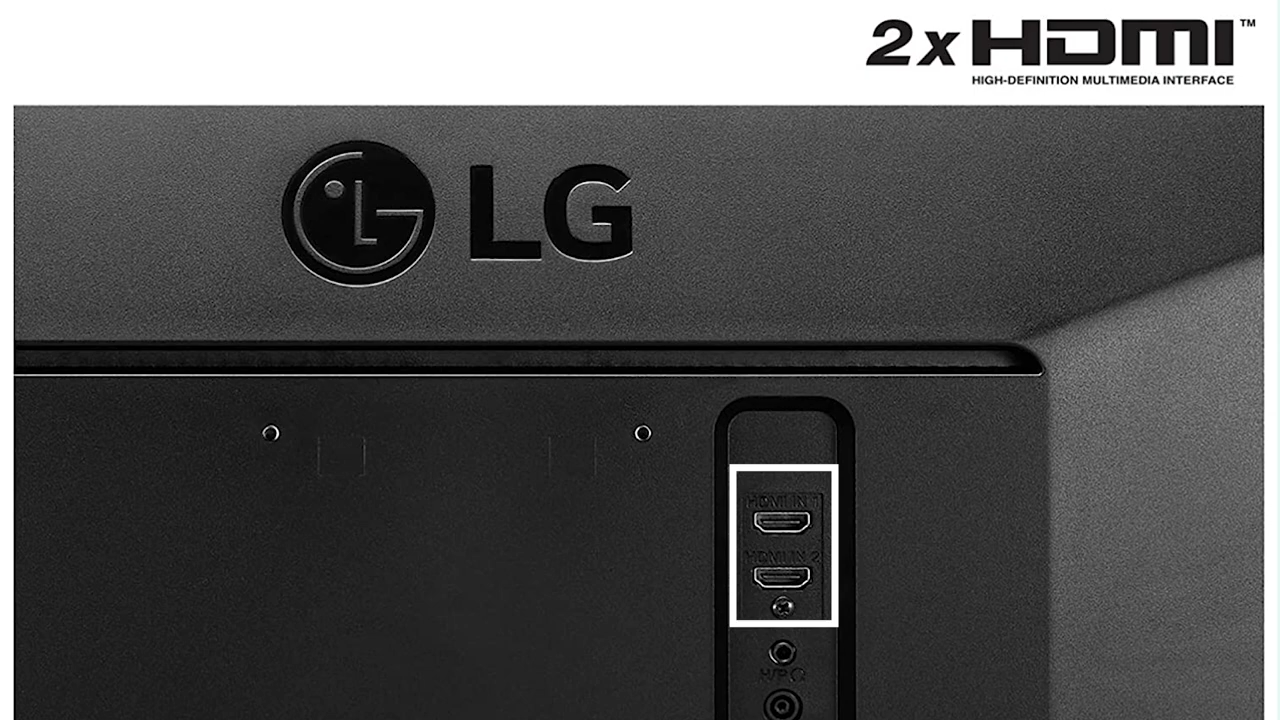 2xHDMI™
HIGH-DEFINITION MULTIMEDIA INTERFACE
LG
HDMI IN 1
HDMI IN 2
H/P